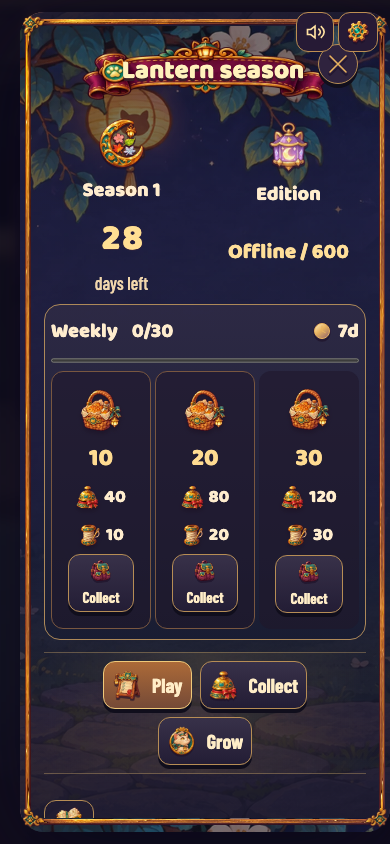 Lantern season
Season 1
Edition
28
Offline / 600
days left
Weekly 0/30 7d
10 20 30
40 80 120
10 20 30
Collect Collect Collect
Play Collect
Grow